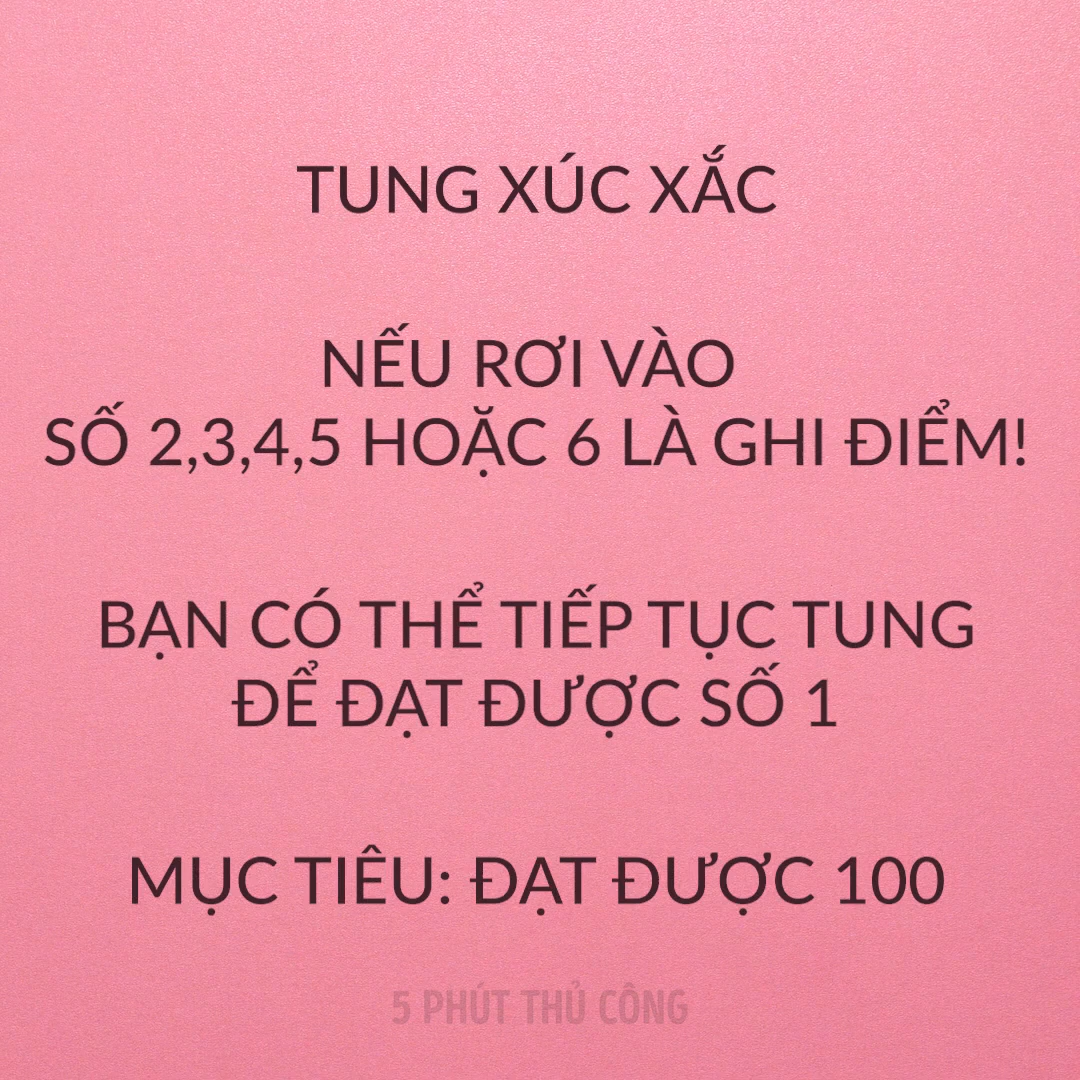 TUNG XÚC XẮC
NẾU RƠI VÀO
SỐ 2,3,4,5 HOẶC 6 LÀ GHI ĐIỂM!
BẠN CÓ THỂ TIẾP TỤC TUNG
ĐỂ ĐẠT ĐƯỢC SỐ 1
MỤC TIÊU: ĐẠT ĐƯỢC 100
5 PHÚT THỦ CÔNG